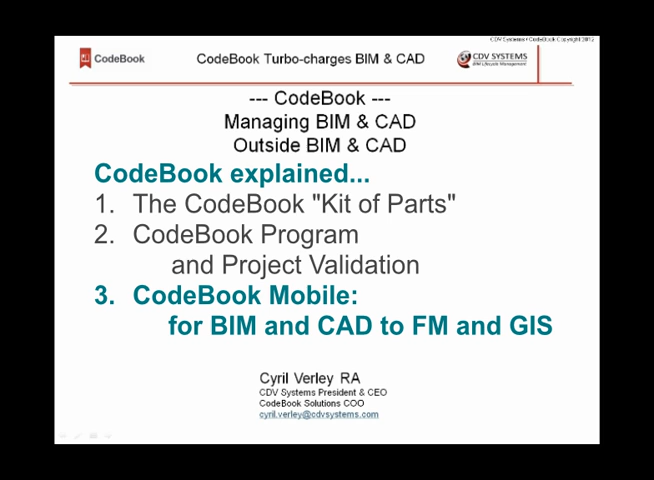 CDV Systems • CodeBook Copyright 2012
CodeBook
CodeBook Turbo-charges BIM & CAD
CDV SYSTEMS
BIM Lifecycle Management
--- CodeBook ---
Managing BIM & CAD
Outside BIM & CAD
CodeBook explained...
1. The CodeBook "Kit of Parts"
2. CodeBook Program
and Project Validation
3. CodeBook Mobile:
for BIM and CAD to FM and GIS
Cyril Verley RA
CDV Systems President & CEO
CodeBook Solutions COO
cyril.verley@cdvsystems.com